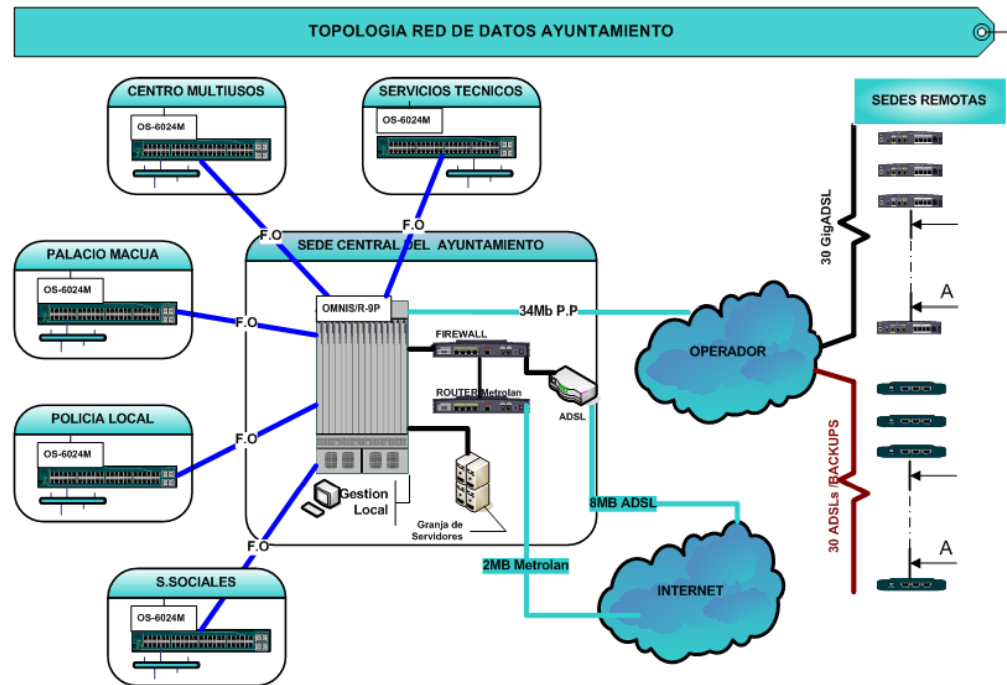 TOPOLOGIA RED DE DATOS AYUNTAMIENTO
CENTRO MULTIUSOS
OS-6024M
SERVICIOS TECNICOS
OS-6024M
SEDES REMOTAS
F.O
F.O
SEDE CENTRAL DEL AYUNTAMIENTO
PALACIO MACUA
OS-6024M
F.O
OMNIS/R-9P
34Mb P.P
FIREWALL
ROUTER Metrolan
ADSL
OPERADOR
30 GigADSL
A
POLICIA LOCAL
OS-6024M
F.O
Gestion
Local
Granja de
Servidores
8MB ADSL
30 ADSLs /BACKUPS
A
F.O
2MB Metrolan
INTERNET
S.SOCIALES
OS-6024M